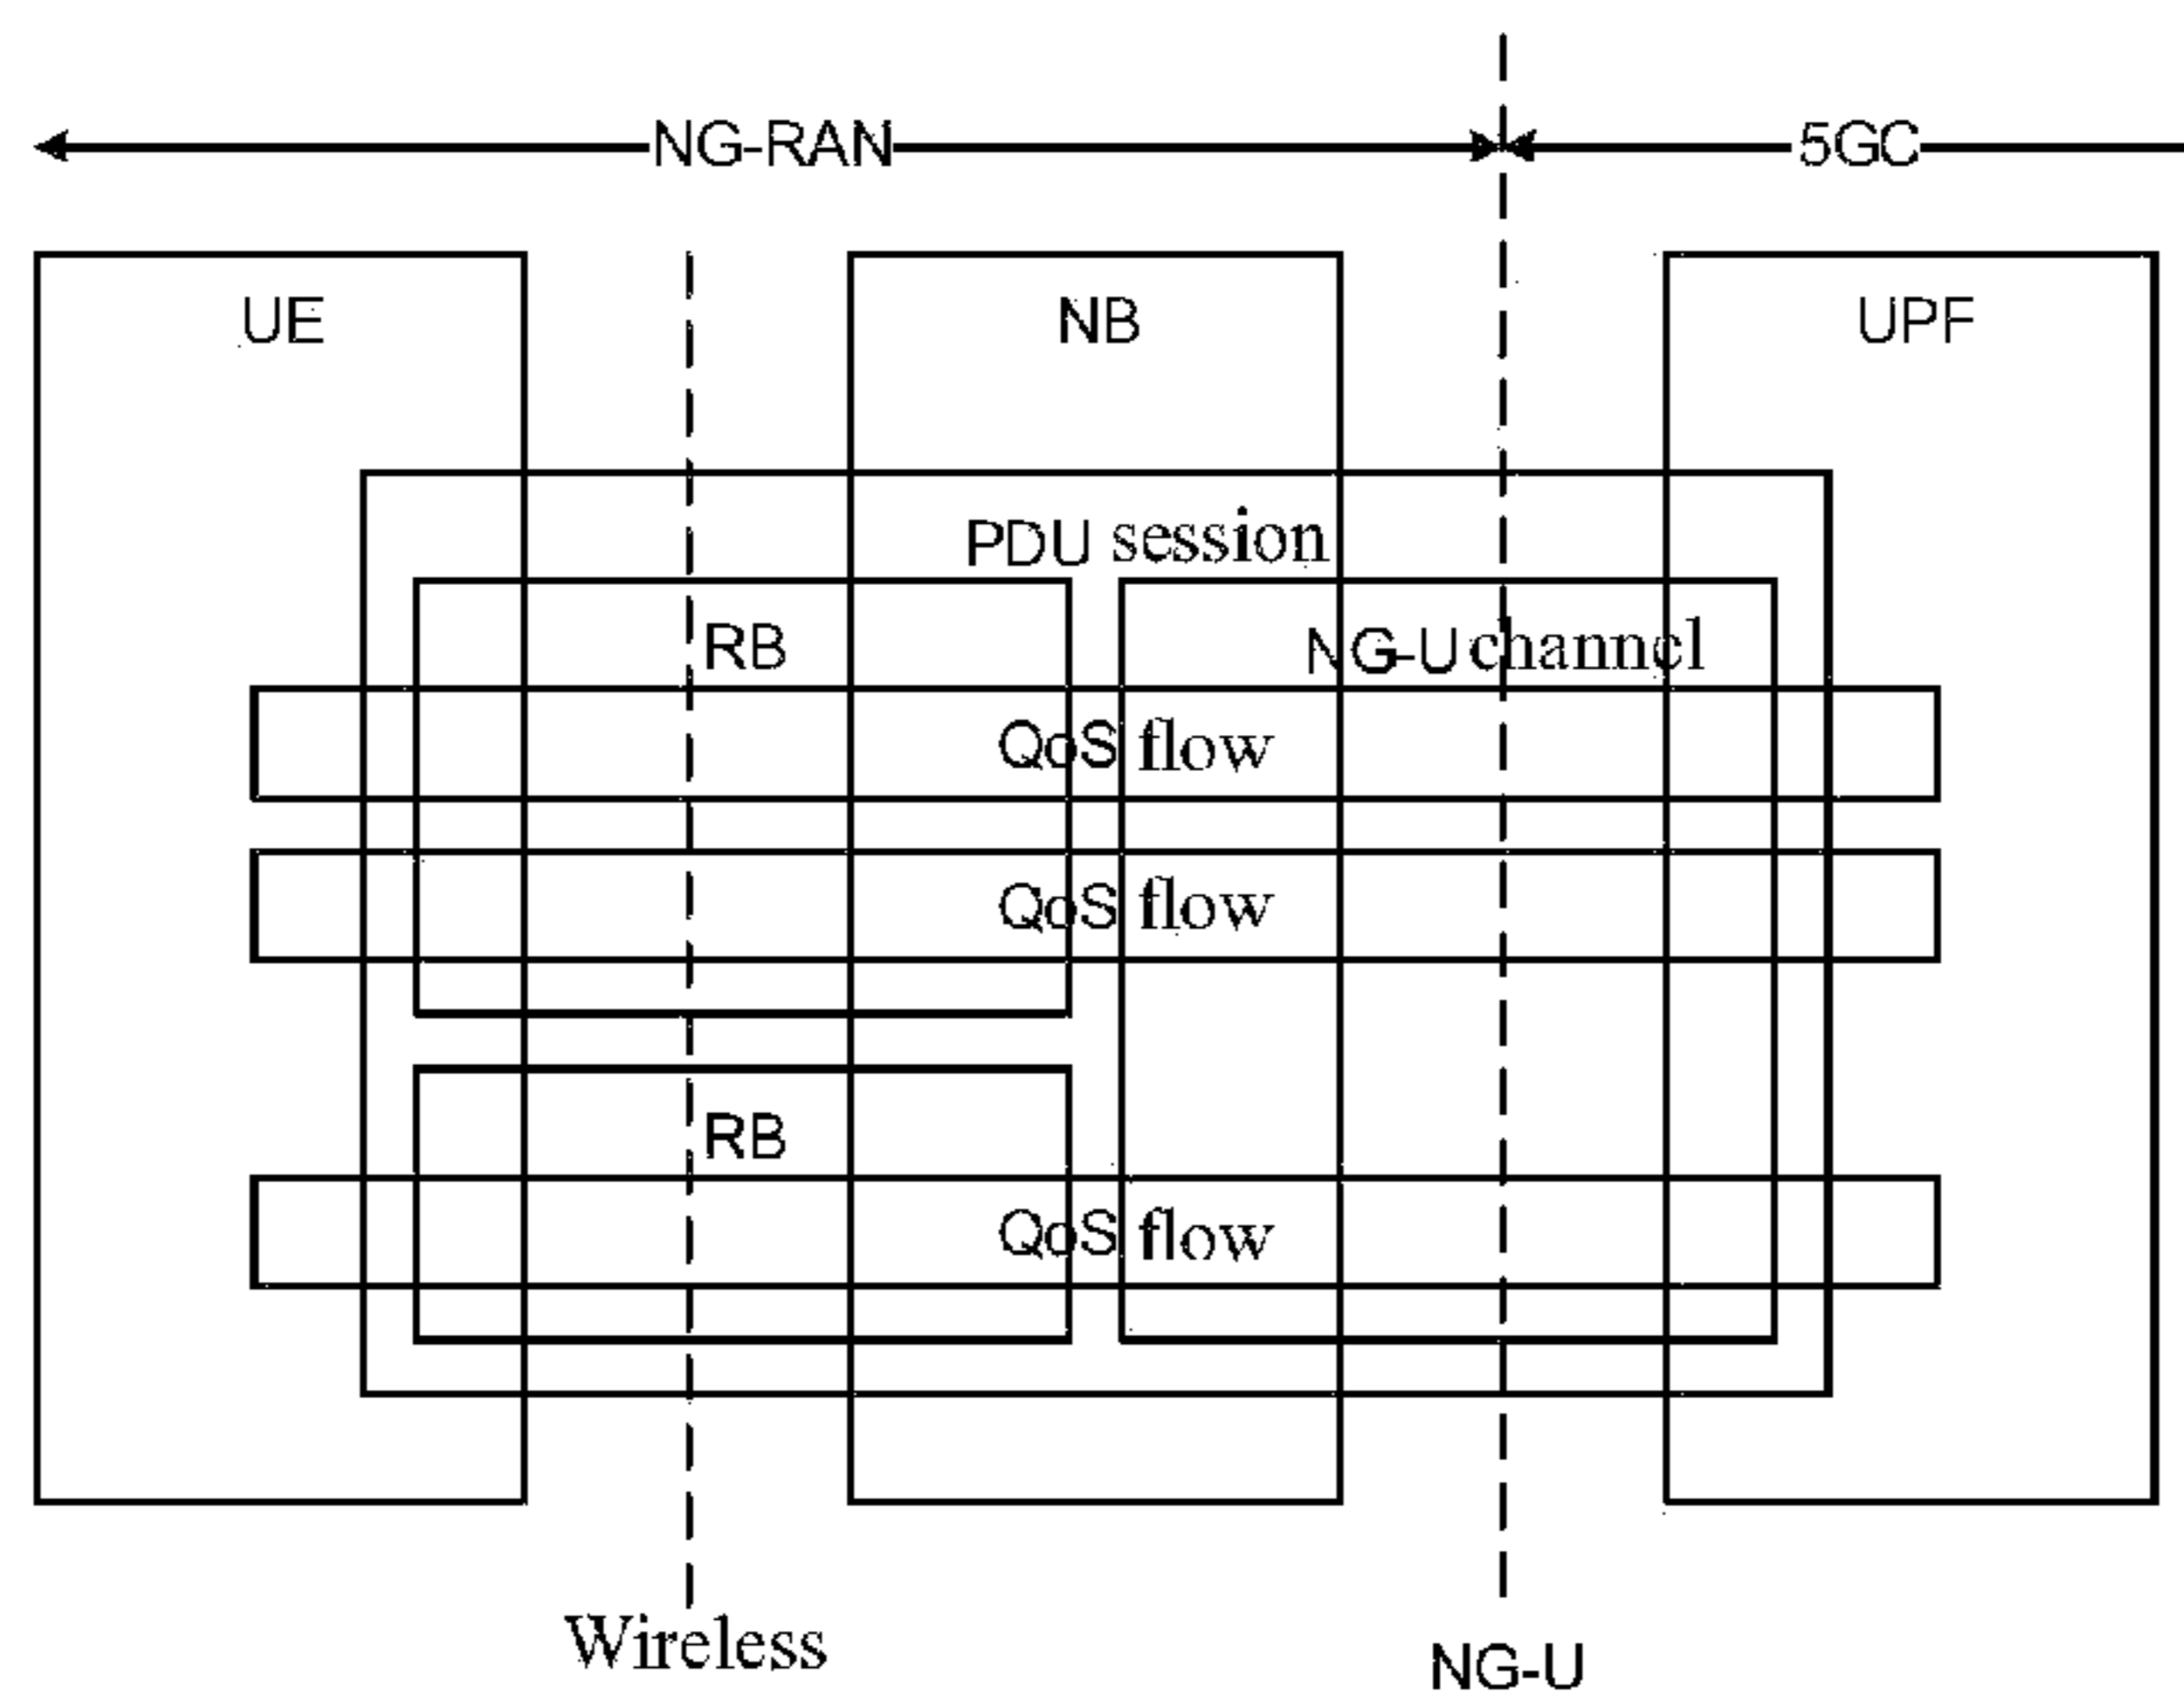 NG-RAN 5GC
UE NB UPF
PDU session
RB NG-U channel
QoS flow
QoS flow
RB
QoS flow
Wireless
NG-U